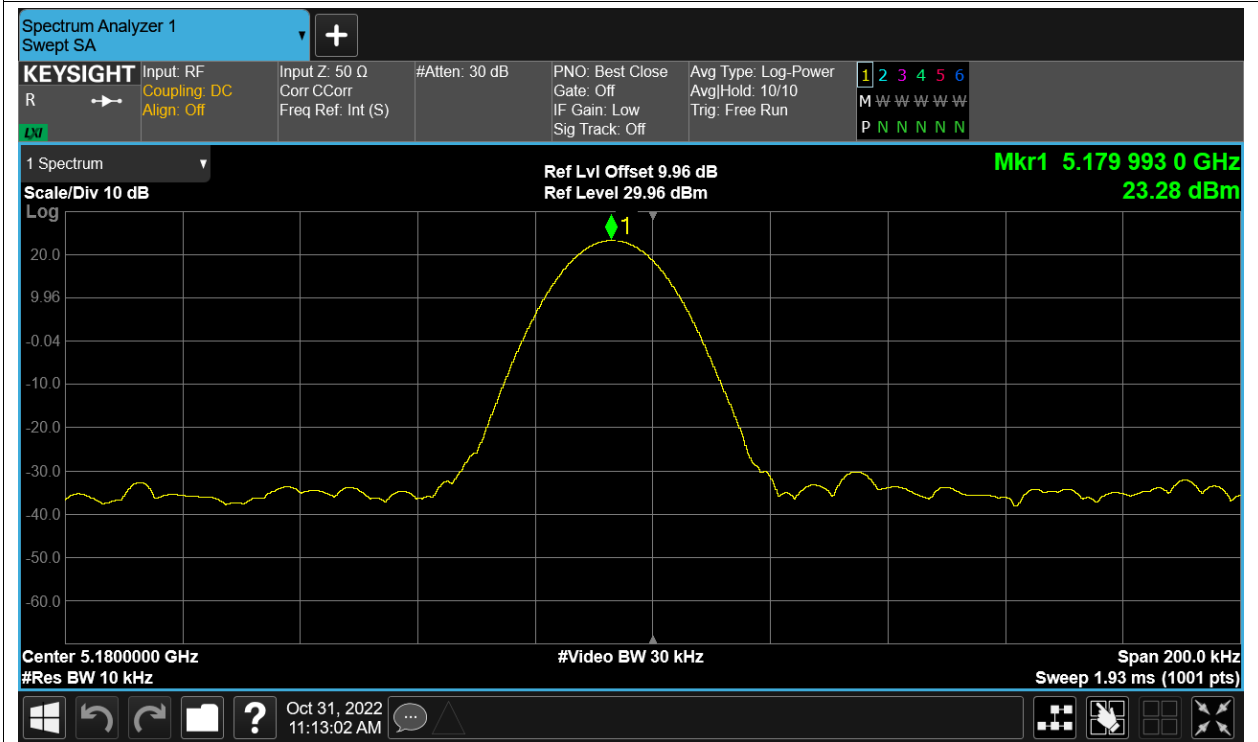 Spectrum Analyzer 1
Swept SA
KEYSIGHT
R
LXI
Input: RF
Coupling: DC
Align: Off
Input Z: 50 Ω
Corr CCorr
Freq Ref: Int (S)
#Atten: 30 dB
PNO: Best Close
Gate: Off
IF Gain: Low
Sig Track: Off
Avg Type: Log-Power
Avg|Hold: 10/10
Trig: Free Run
1 2 3 4 5 6
M W W W W W
P N N N N N
1 Spectrum
Scale/Div 10 dB
Log
Ref Lvl Offset 9.96 dB
Ref Level 29.96 dBm
Mkr1 5.179 993 0 GHz
23.28 dBm
1
20.0
9.96
-0.04
-10.0
-20.0
-30.0
-40.0
-50.0
-60.0
Center 5.1800000 GHz
#Res BW 10 kHz
#Video BW 30 kHz
Span 200.0 kHz
Sweep 1.93 ms (1001 pts)
?
Oct 31, 2022
11:13:02 AM